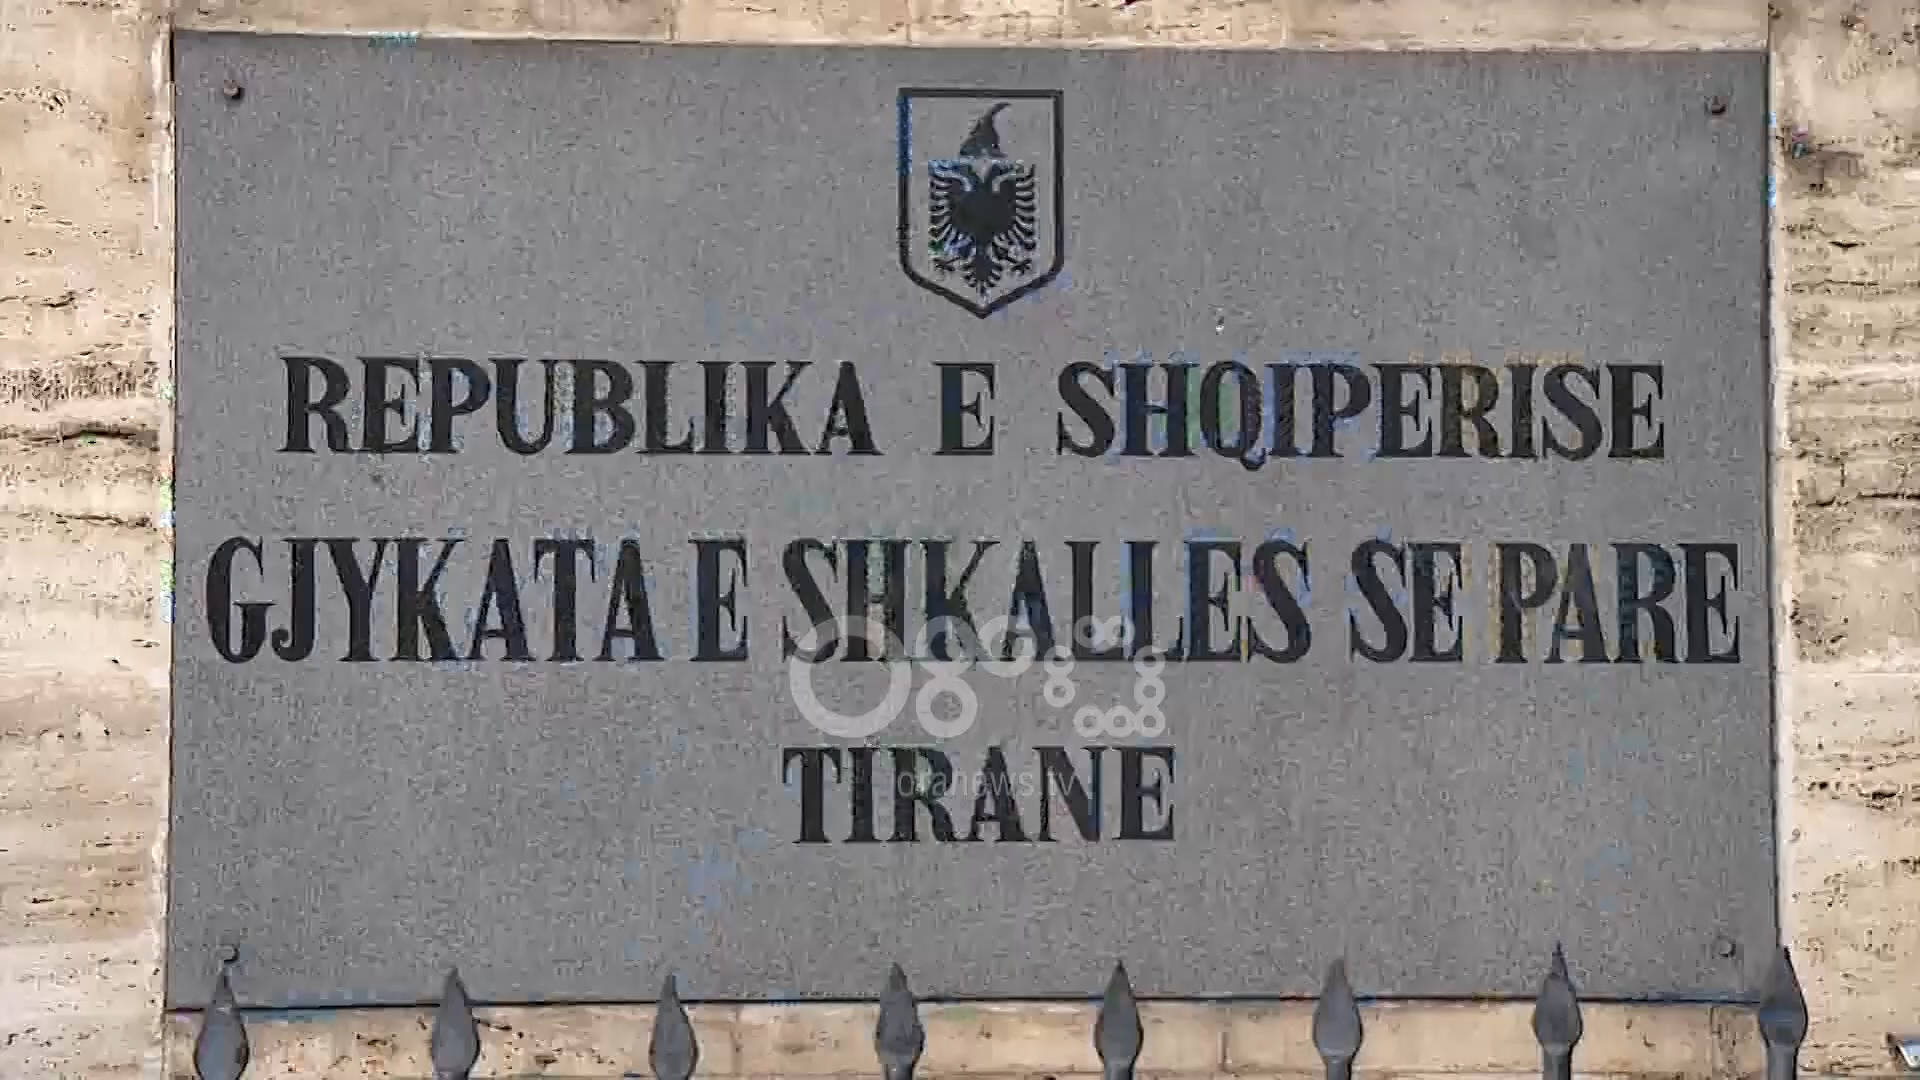 REPUBLIKA E SHQIPERISE
GJYKATA E SHKALLES SE PARE
TIRANE
oranews.tv